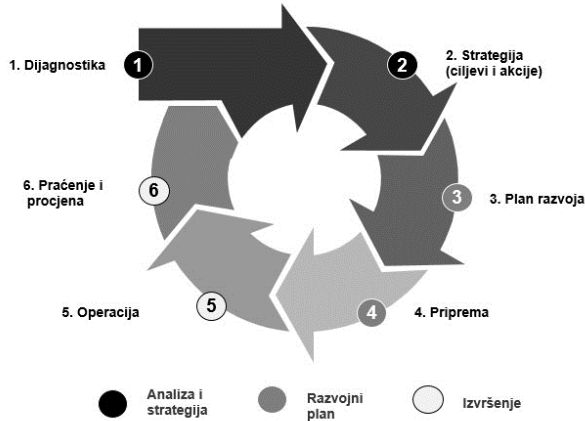 1. Dijagnostika
1
2
2. Strategija
(ciljevi i akcije)
3
3. Plan razvoja
4
4. Priprema
5. Operacija
5
6. Praćenje i
procjena
6
Analiza i
strategija
Razvojni
plan
Izvršenje